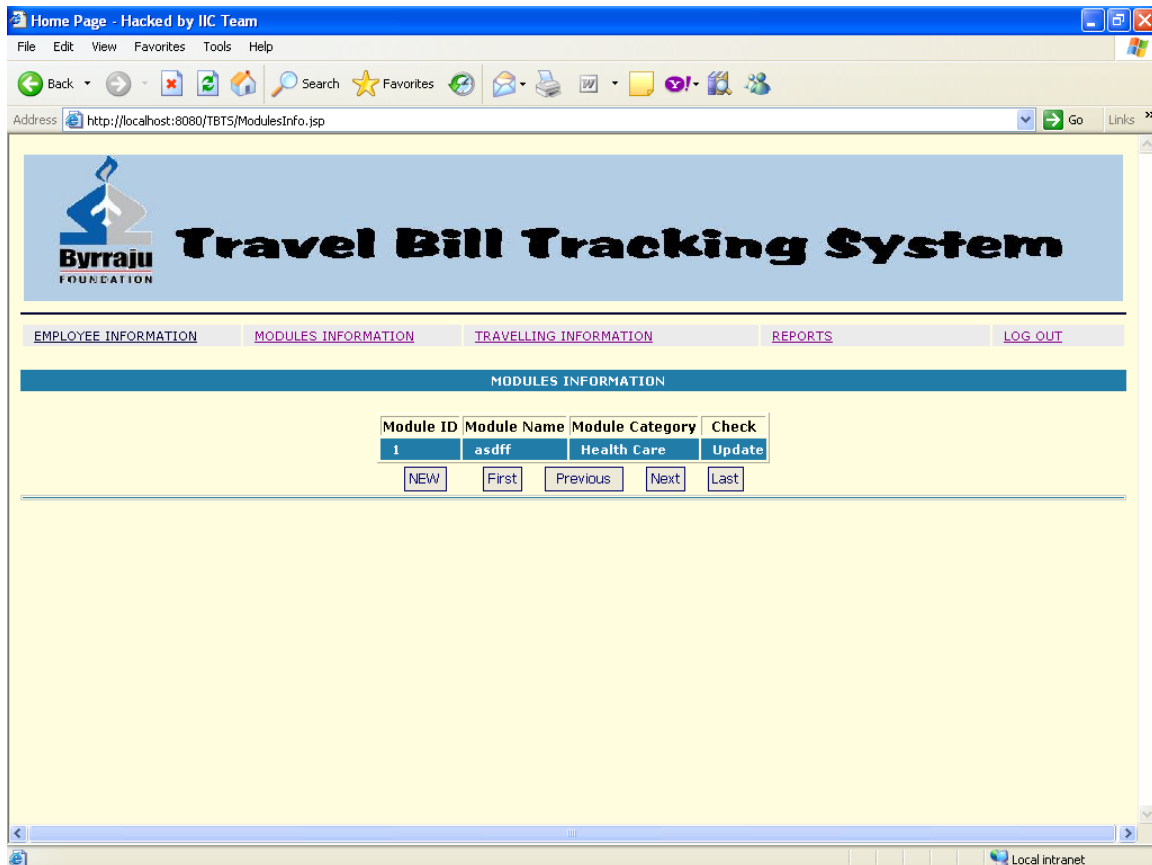 Home Page - Hacked by IIC Team
File Edit View Favorites Tools Help
Back Search Favorites
Address http://localhost:8080/TBTS/ModulesInfo.jsp Go Links »
Byrraju
FOUNDATION
Travel Bill Tracking System
EMPLOYEE INFORMATION MODULES INFORMATION TRAVELLING INFORMATION REPORTS LOG OUT
MODULES INFORMATION
Module ID Module Name Module Category Check
1 asdff Health Care Update
NEW First Previous Next Last
Local intranet